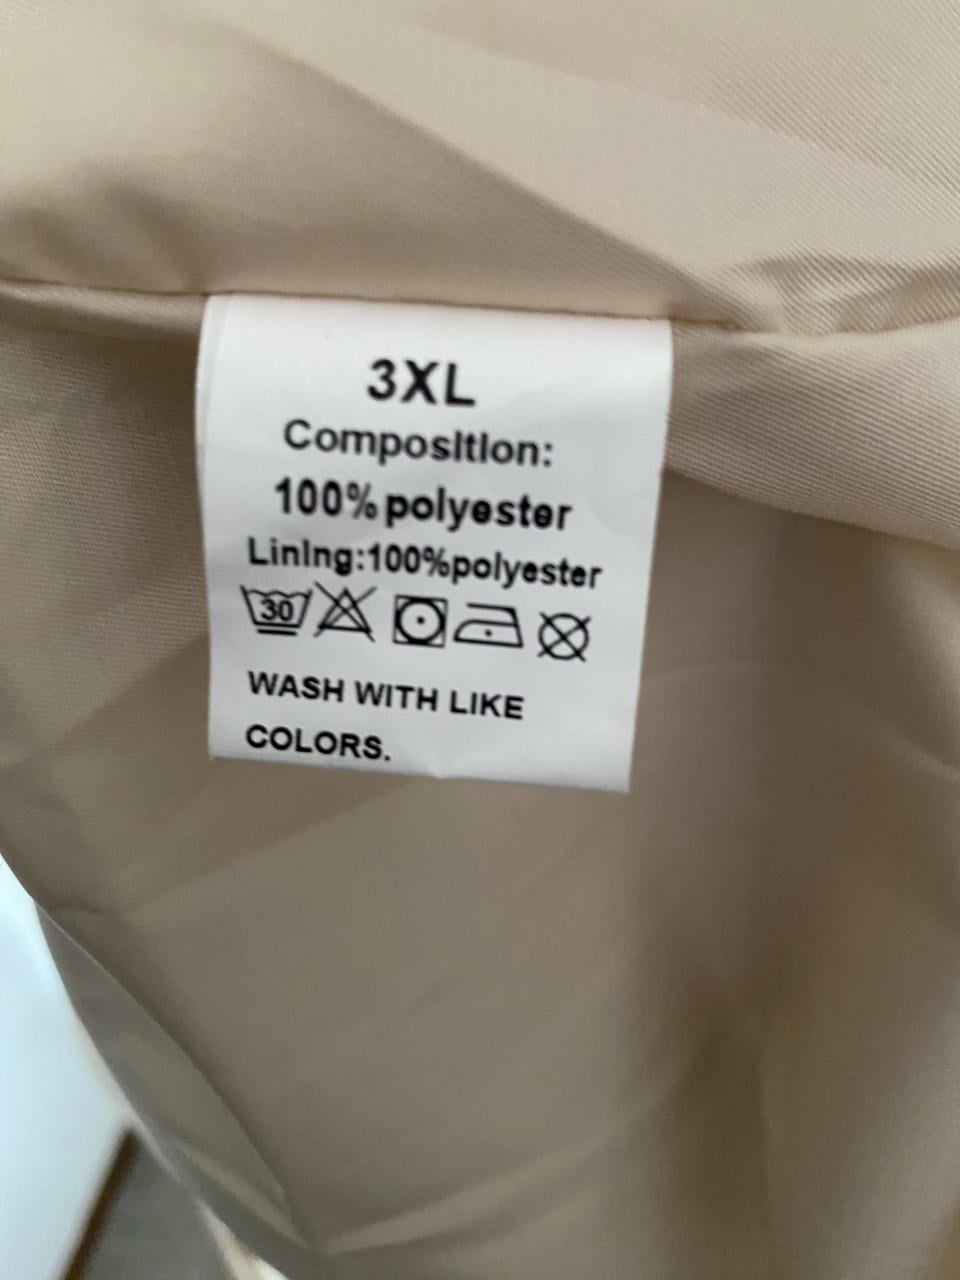 3XL
Composition:
100% polyester
Lining:100%polyester
30
WASH WITH LIKE
COLORS.